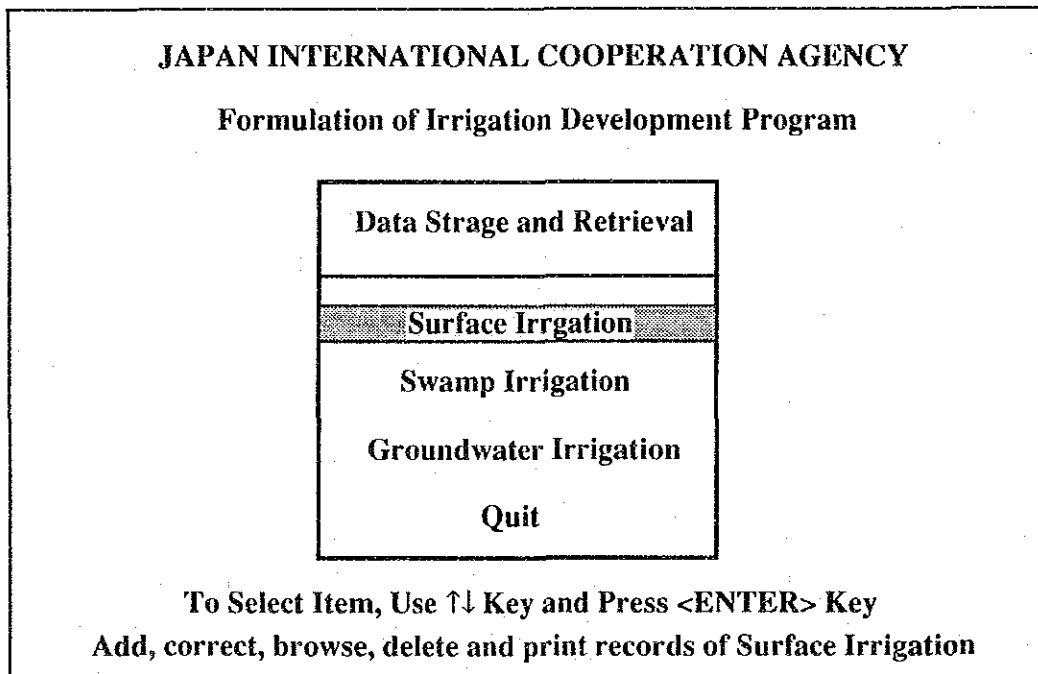 JAPAN INTERNATIONAL COOPERATION AGENCY
Formulation of Irrigation Development Program
Data Strage and Retrieval
Surface Irrgation
Swamp Irrigation
Groundwater Irrigation
Quit
To Select Item, Use ↑↓ Key and Press <ENTER> Key
Add, correct, browse, delete and print records of Surface Irrigation